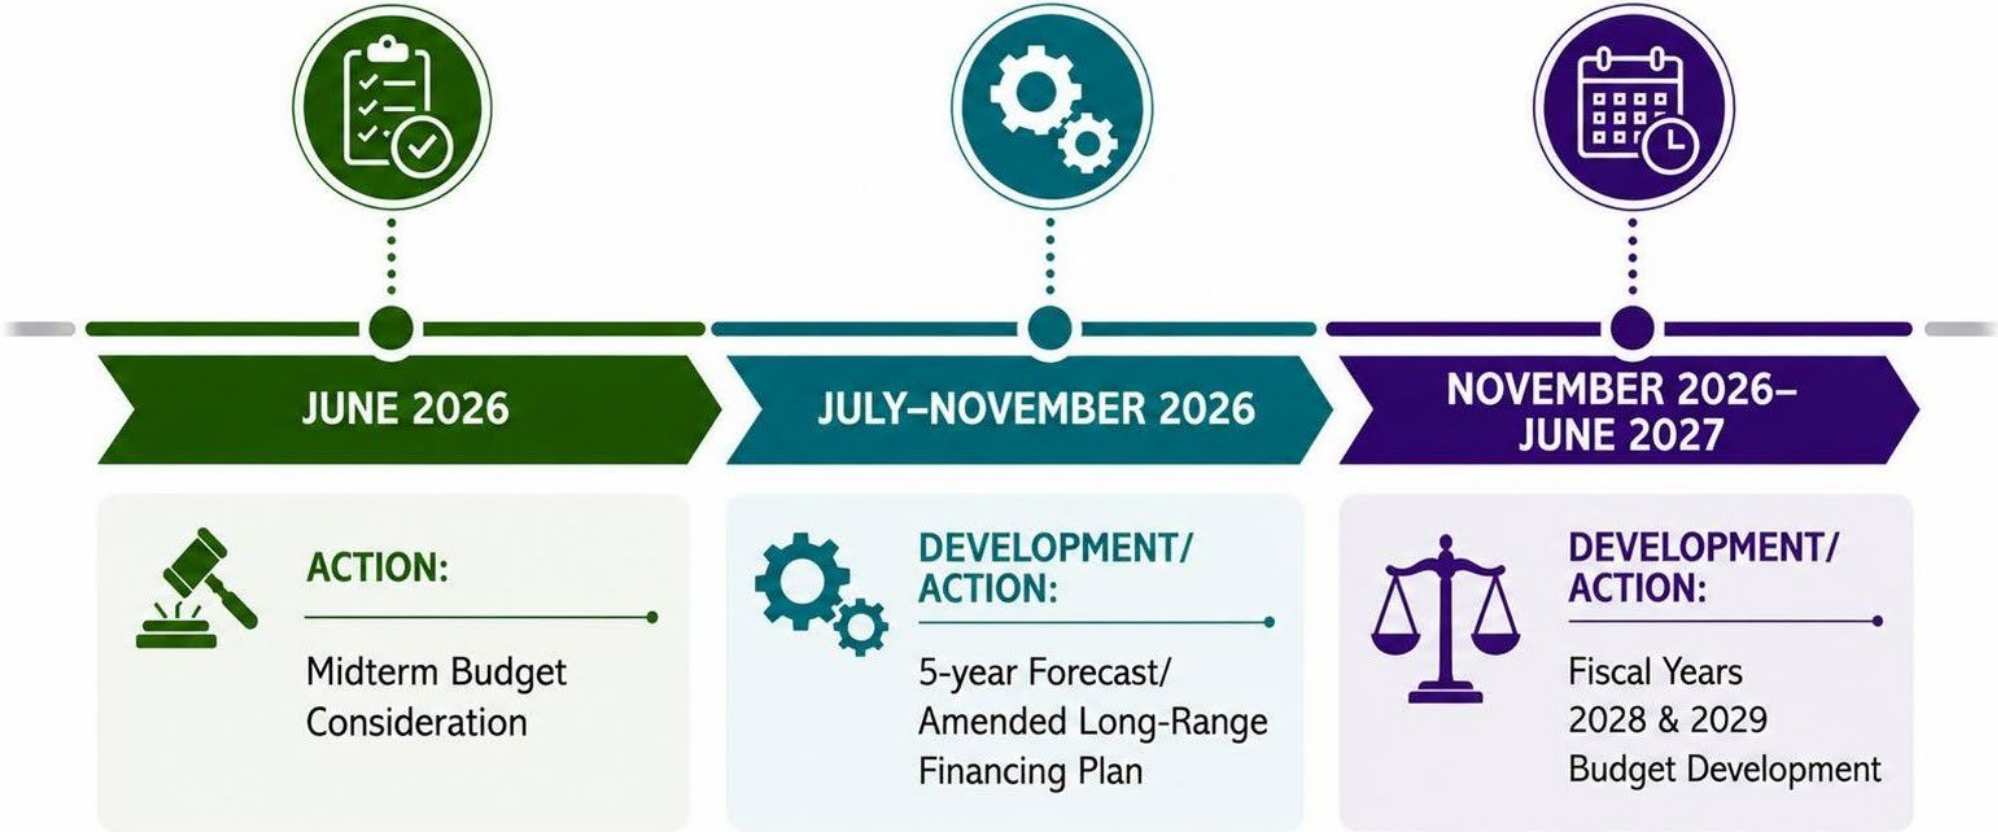 JUNE 2026
JULY–NOVEMBER 2026
NOVEMBER 2026–
JUNE 2027
ACTION:
Midterm Budget
Consideration
DEVELOPMENT/
ACTION:
5-year Forecast/
Amended Long-Range
Financing Plan
DEVELOPMENT/
ACTION:
Fiscal Years
2028 & 2029
Budget Development